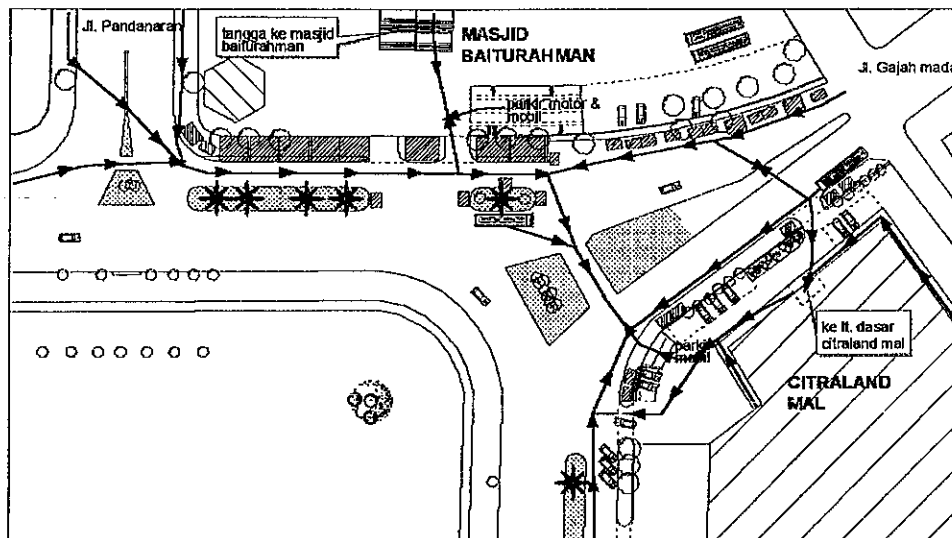 Jl. Pandanaran
tangga ke masjid
baiturahman
MASJID
BAITURAHMAN
Jl. Gajah mada
parkir motor &
mobil
parkir
mobil
ke lt. dasar
citraland mal
CITRALAND
MAL